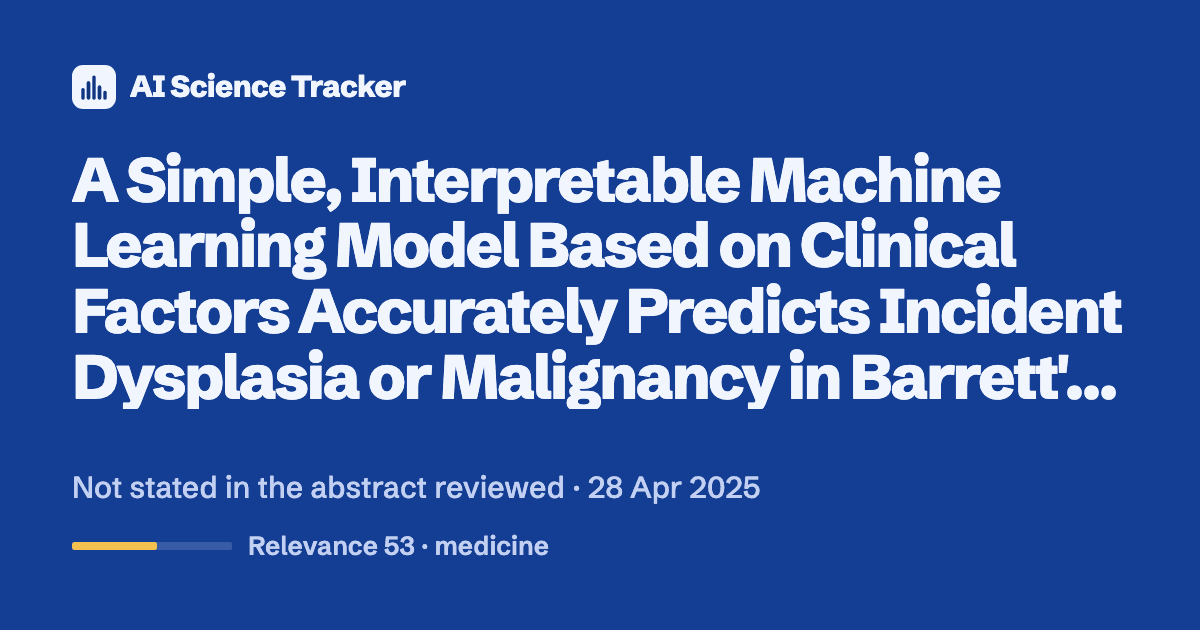 AI Science Tracker
A Simple, Interpretable Machine
Learning Model Based on Clinical
Factors Accurately Predicts Incident
Dysplasia or Malignancy in Barrett'...
Not stated in the abstract reviewed · 28 Apr 2025
Relevance 53 · medicine